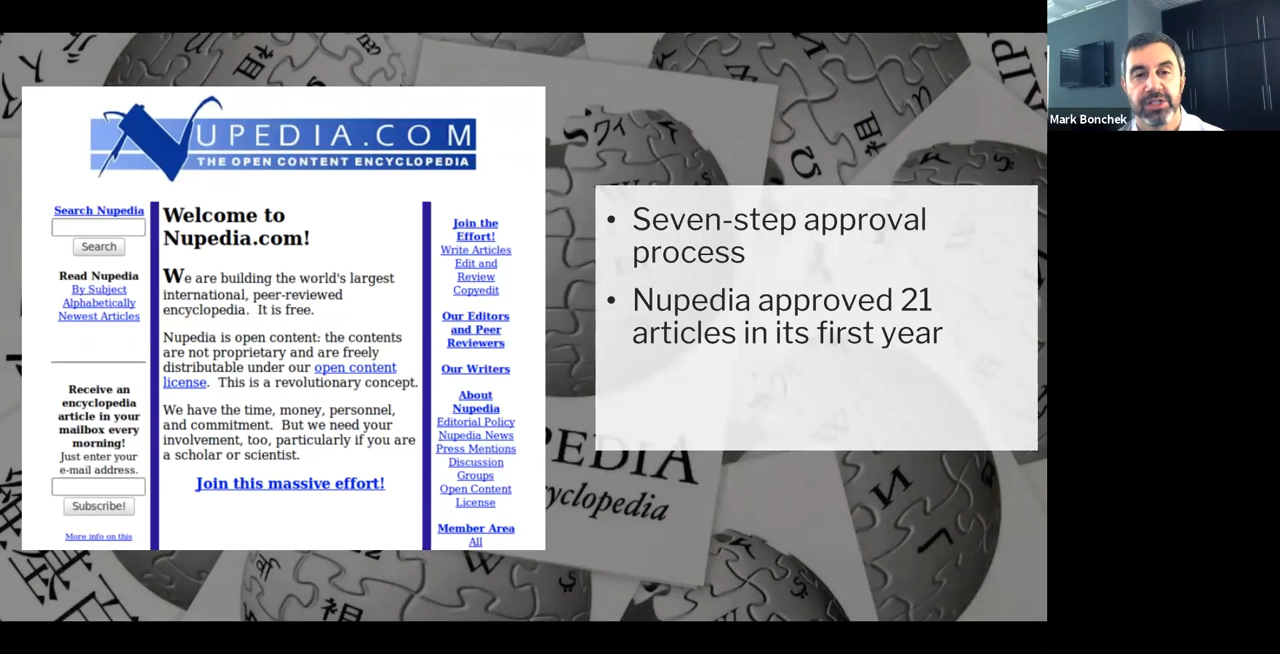 NUPEDIA.COM
THE OPEN CONTENT ENCYCLOPEDIA
Search Nupedia
Search
Read Nupedia
By Subject
Alphabetically
Newest Articles
Receive an
encyclopedia
article in your
mailbox every
morning!
Just enter your
e-mail address.
Subscribe!
More info on this
Welcome to
Nupedia.com!
We are building the world's largest
international, peer-reviewed
encyclopedia. It is free.
Nupedia is open content: the contents
are not proprietary and are freely
distributable under our open content
license. This is a revolutionary concept.
We have the time, money, personnel,
and commitment. But we need your
involvement, too, particularly if you are
a scholar or scientist.
Join this massive effort!
Join the
Effort!
Write Articles
Edit and
Review
Copyedit
Our Editors
and Peer
Reviewers
Our Writers
About
Nupedia
Editorial Policy
Nupedia News
Press Mentions
Discussion
Groups
Open Content
License
Member Area
All
• Seven-step approval
process
• Nupedia approved 21
articles in its first year
Mark Bonchek
PEDIA
yclopedia